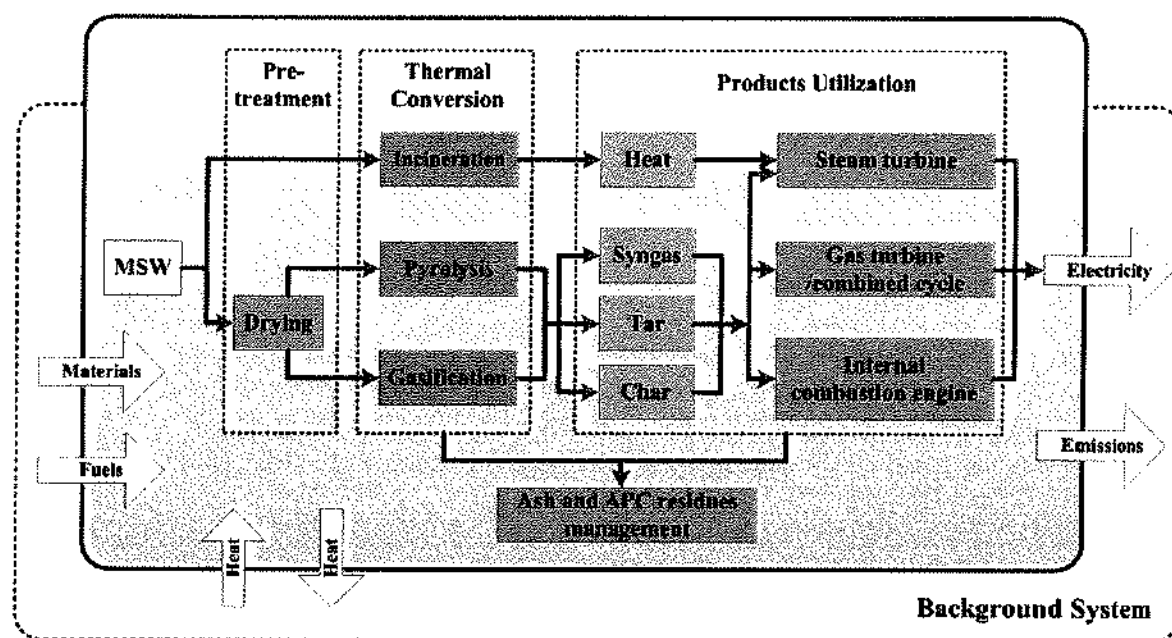 Pre-
treatment
Thermal
Conversion
Products Utilization
Incineration
Heat
Steam turbine
MSW
Pyrolysis
Syngas
Gas turbine
/combined cycle
Electricity
Drying
Tar
Materials
Gasification
Char
Internal
combustion engine
Fuels
Emissions
Ash and APC residues
management
Heat
Heat
Background System